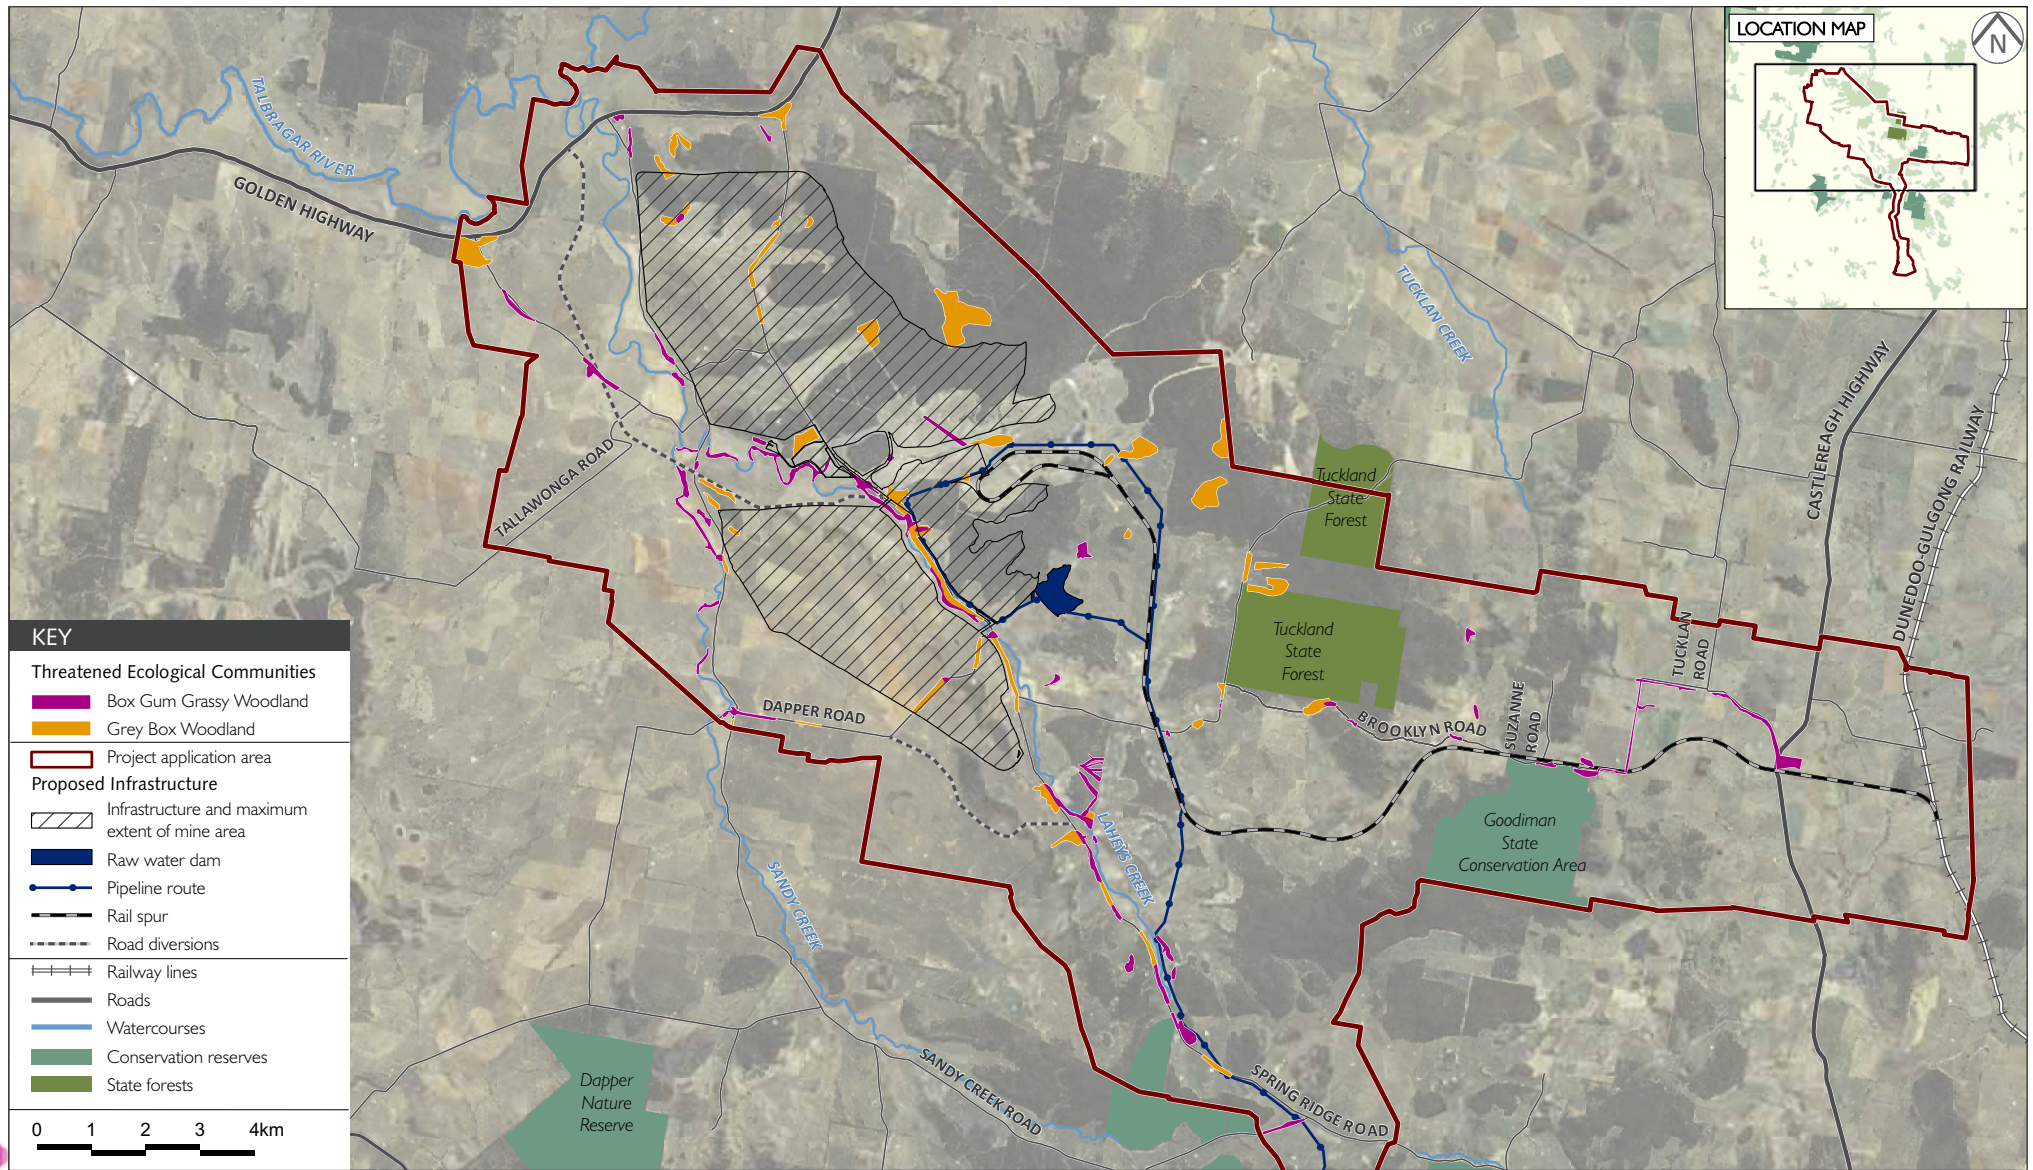 LOCATION MAP
N
TALBRAGAR RIVER
GOLDEN HIGHWAY
TUCKLAN CREEK
CASTLEREAGH HIGHWAY
DUNEDOO-GULGONG RAILWAY
TALLAWONGA ROAD
Tuckland
State
Forest
Tuckland
State
Forest
TUCKLAN
ROAD
SUZANNE
ROAD
BROOKLYN ROAD
DAPPER ROAD
LAHEYS CREEK
SANDY CREEK
Goodiman
State
Conservation Area
SANDY CREEK ROAD
SPRING RIDGE ROAD
Dapper
Nature
Reserve
KEY
Threatened Ecological Communities
Box Gum Grassy Woodland
Grey Box Woodland
Project application area
Proposed Infrastructure
Infrastructure and maximum
extent of mine area
Raw water dam
Pipeline route
Rail spur
Road diversions
Railway lines
Roads
Watercourses
Conservation reserves
State forests
0 1 2 3 4km